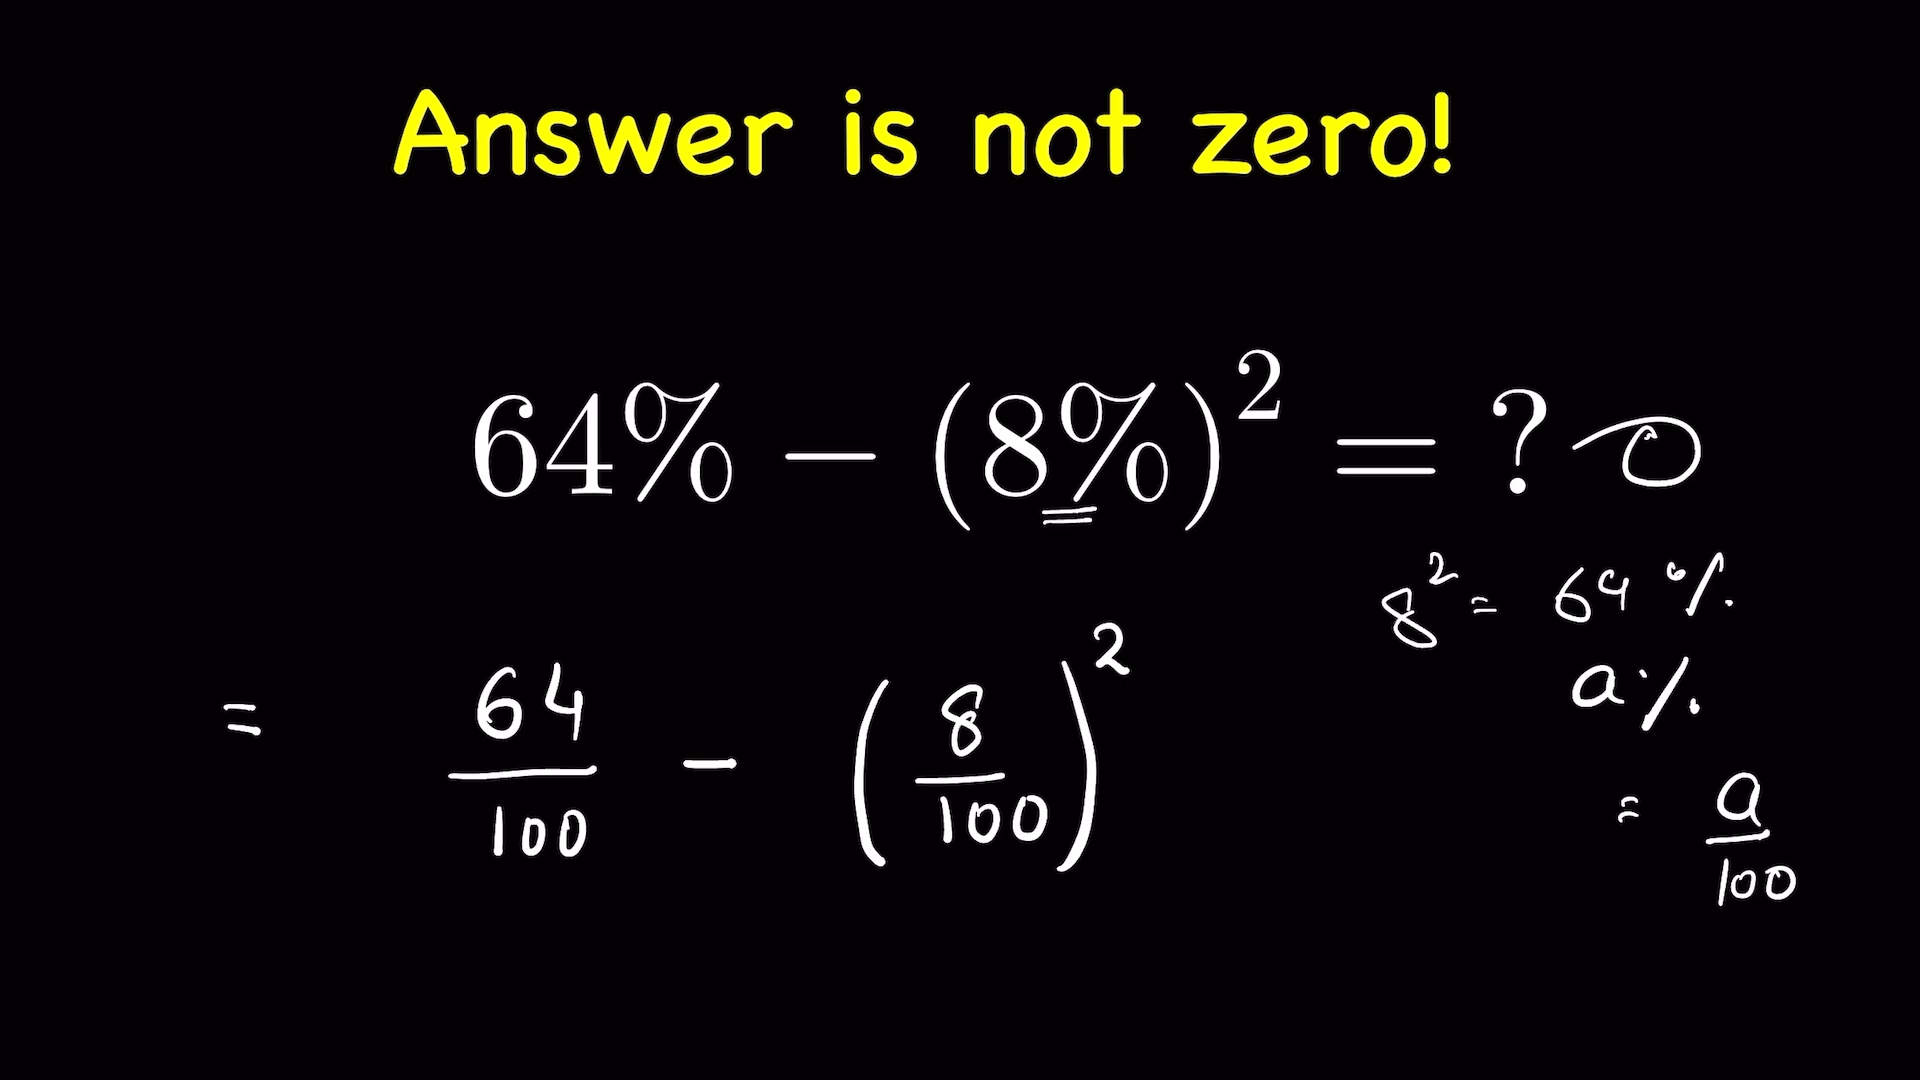 Answer is not zero!
64% − (8%)² = ? 0
8² = 64 %
a %
= 64/100 − (8/100)²
= a/100